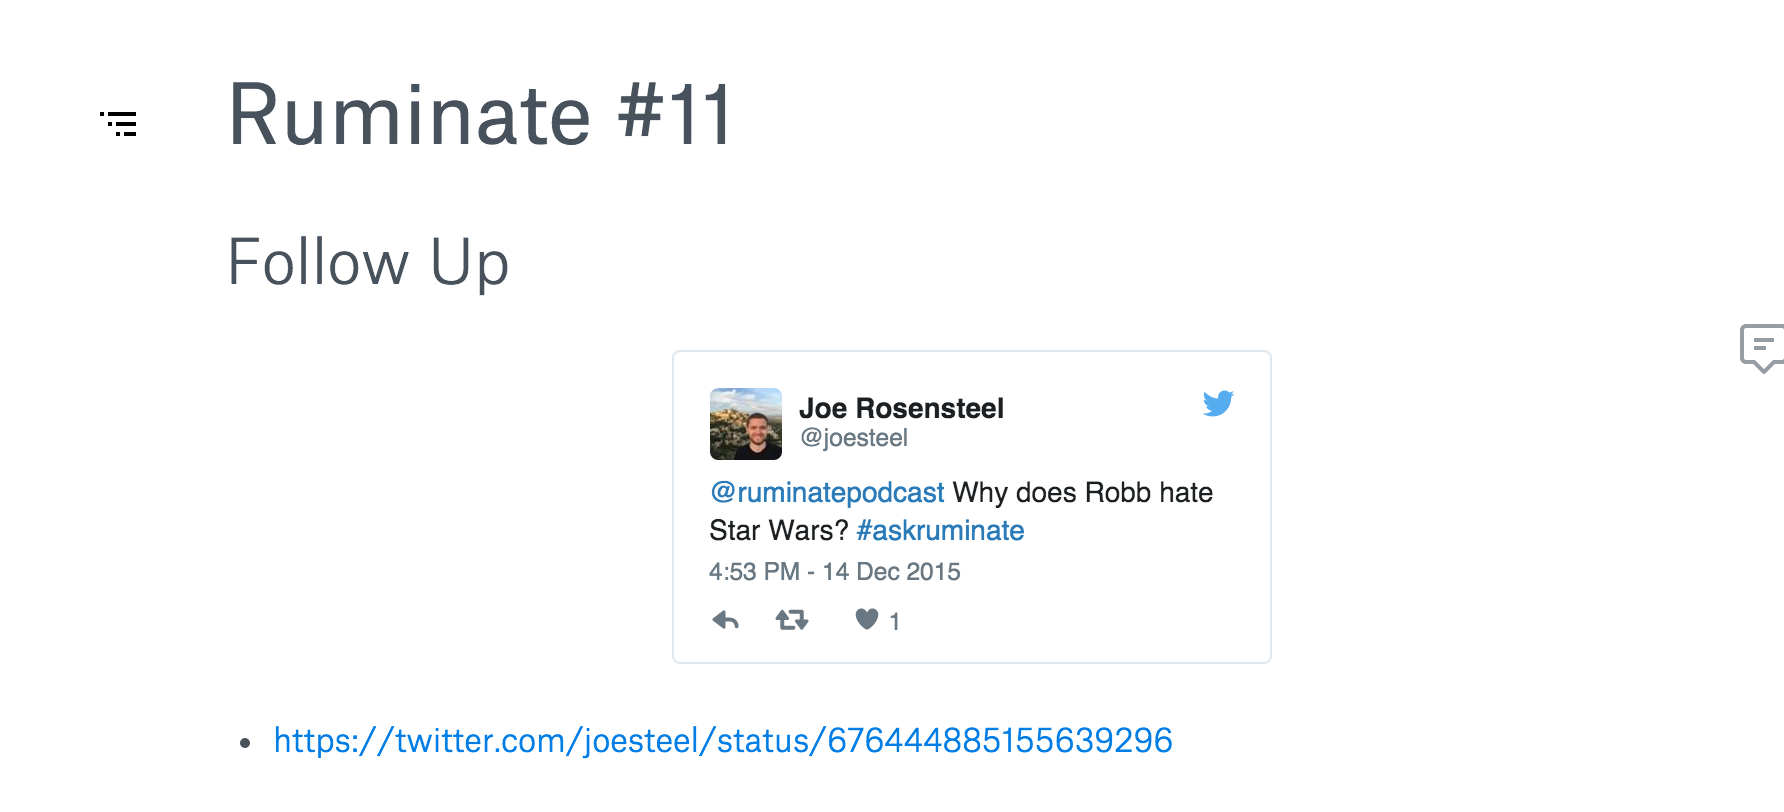 Ruminate #11
Follow Up
Joe Rosensteel
@joesteel
@ruminatepodcast Why does Robb hate
Star Wars? #askruminate
4:53 PM - 14 Dec 2015
1
https://twitter.com/joesteel/status/676444885155639296